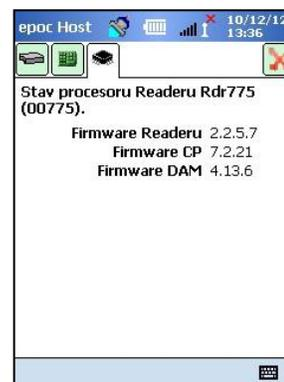 epoc Host 10/12/12
13:36
Stav procesoru Readeru Rdr775
(00775).
Firmware Readeru 2.2.5.7
Firmware CP 7.2.21
Firmware DAM 4.13.6